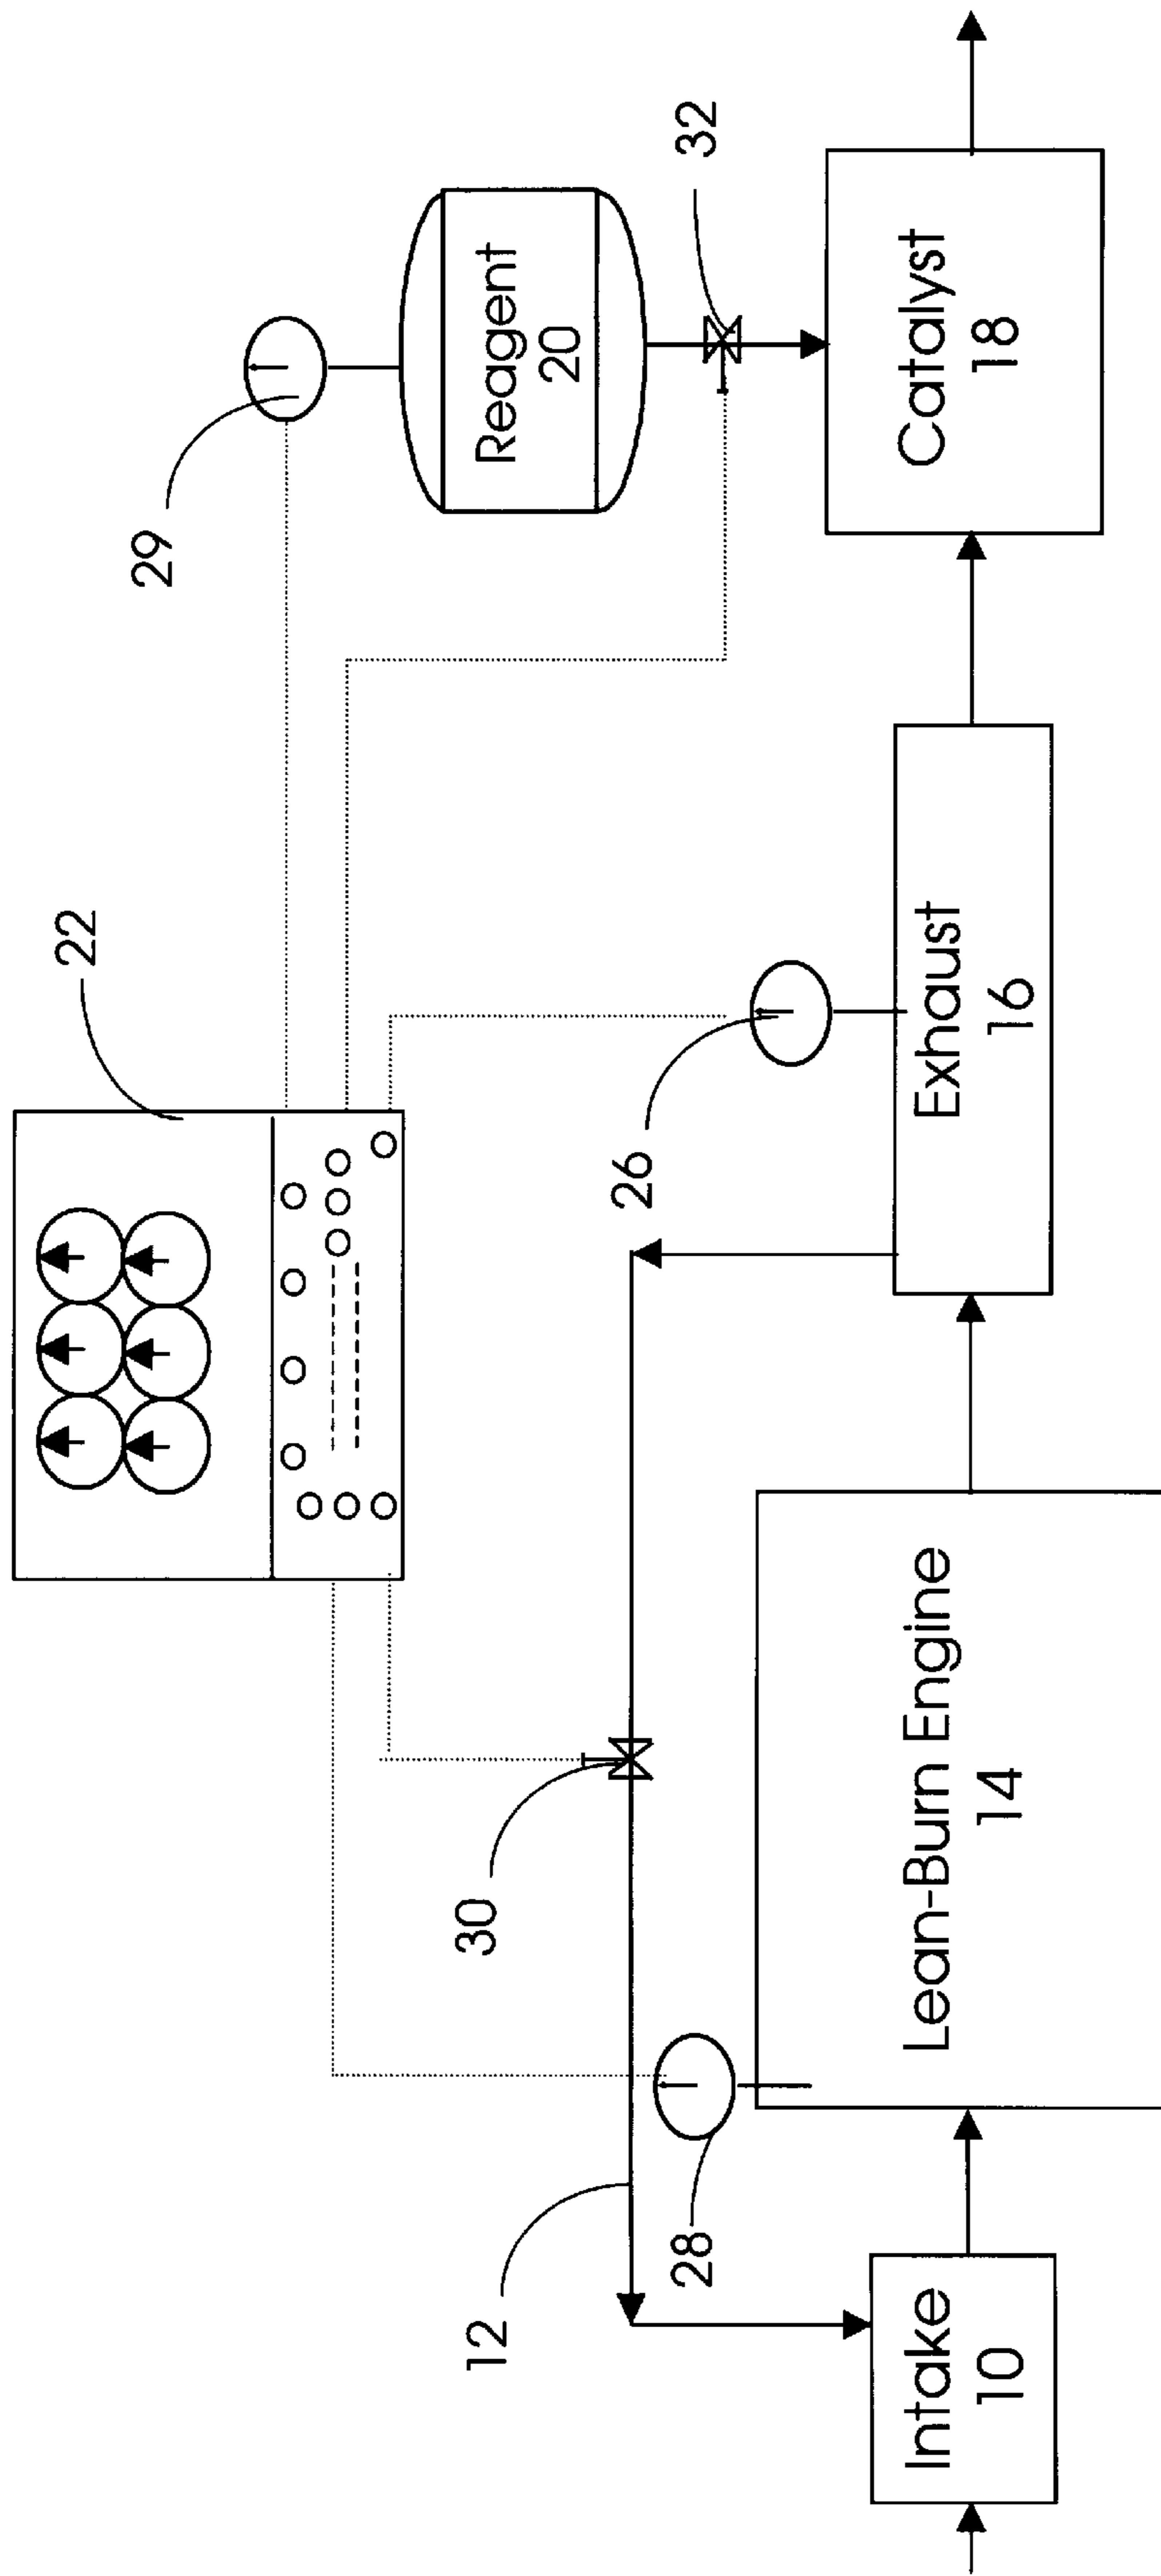 22
29
Reagent
20
32
30
26
12
28
Intake
10
Lean-Burn Engine
14
Exhaust
16
Catalyst
18